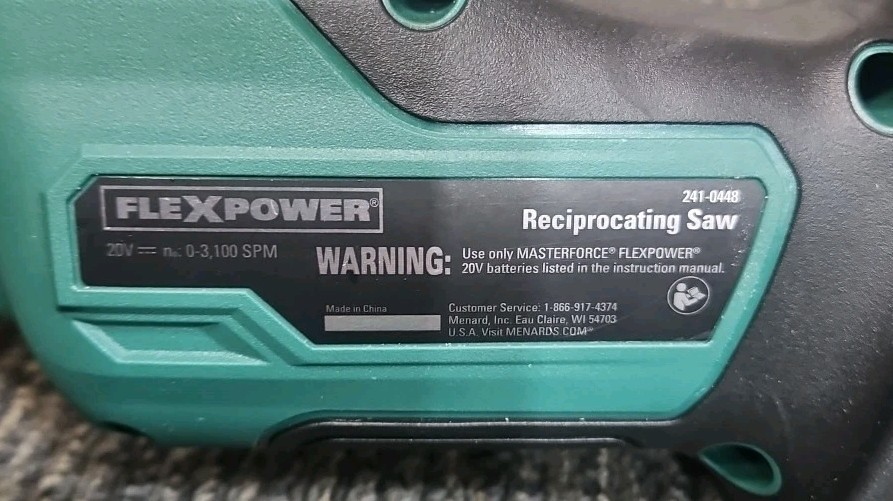 FLEXPOWER®
241-0448
Reciprocating Saw
20V ⎓ n₀: 0-3,100 SPM
WARNING: Use only MASTERFORCE® FLEXPOWER®
20V batteries listed in the instruction manual.
Made in China
Customer Service: 1-866-917-4374
Menard, Inc. Eau Claire, WI 54703
U.S.A. Visit MENARDS.COM®